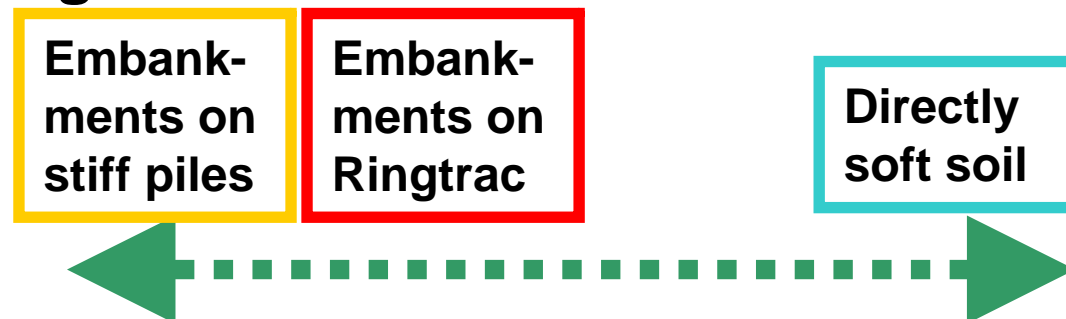 Embank-
ments on
stiff piles
Embank-
ments on
Ringtrac
Directly
soft soil